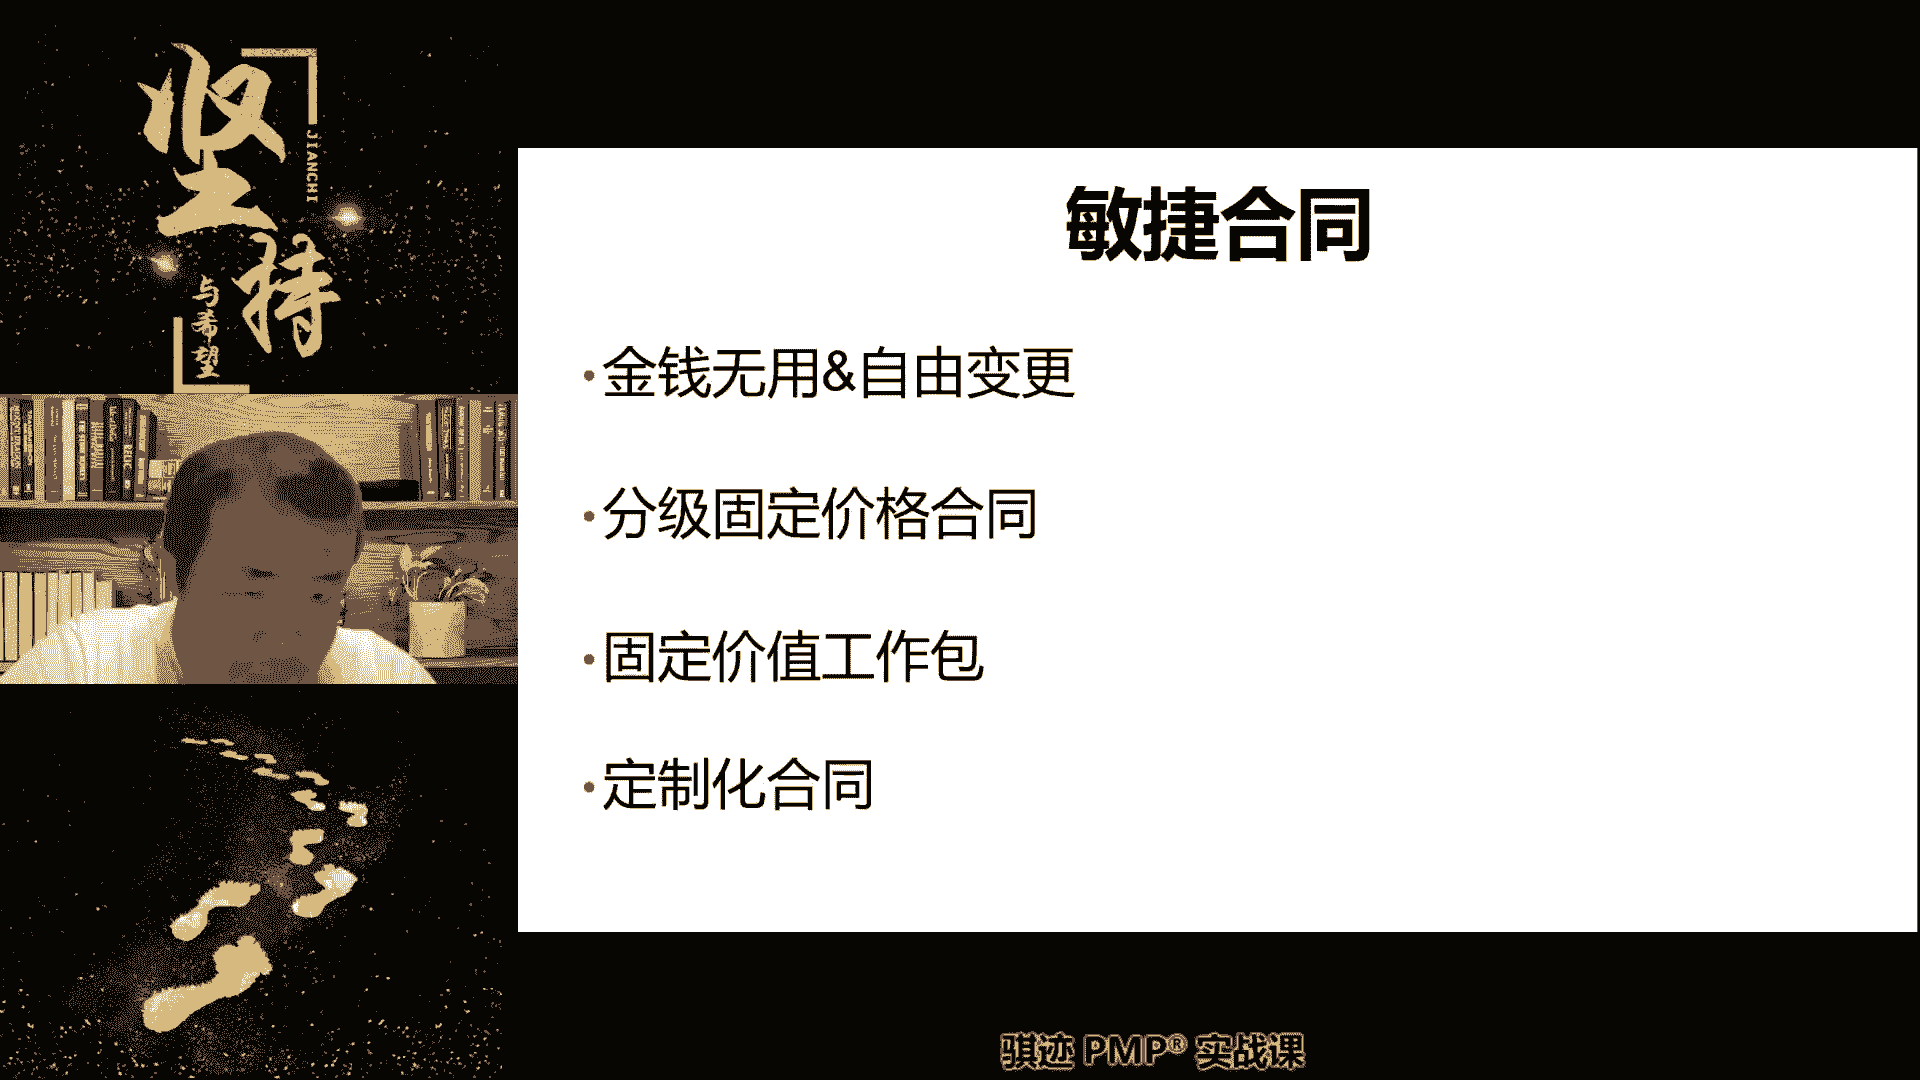 坚
持
JIANCHI
与希望
敏捷合同
·金钱无用&自由变更
·分级固定价格合同
·固定价值工作包
·定制化合同
骐迹 PMP® 实战课